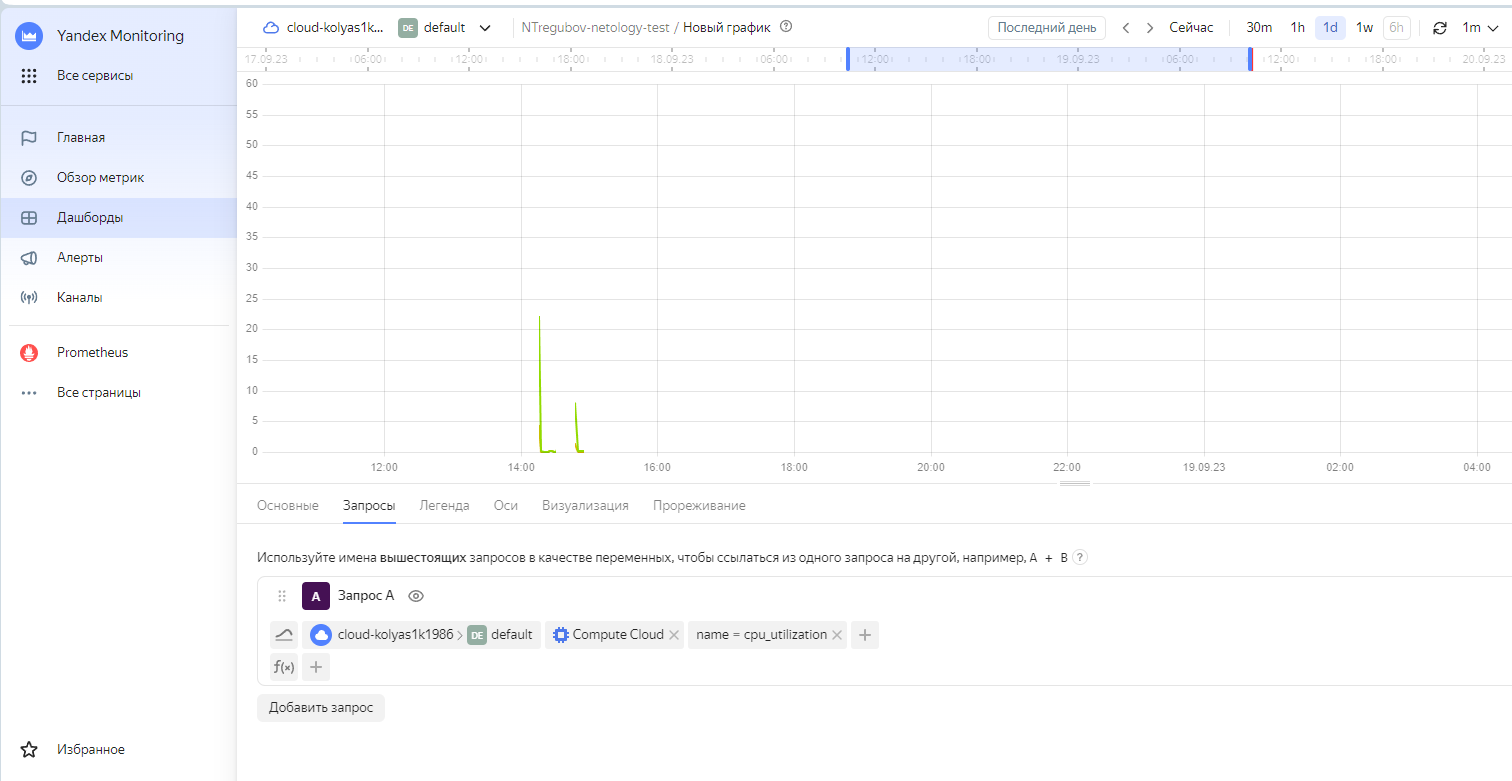 Yandex Monitoring
Все сервисы
Главная
Обзор метрик
Дашборды
Алерты
Каналы
Prometheus
Все страницы
Избранное
cloud-kolyas1k... DE default NTregubov-netology-test / Новый график ? Последний день Сейчас 30m 1h 1d 1w 6h 1m
17.09.23 06:00 12:00 18:00 18.09.23 06:00 12:00 18:00 19.09.23 06:00 12:00 18:00 20.09.23
60
55
50
45
40
35
30
25
20
15
10
5
0
12:00 14:00 16:00 18:00 20:00 22:00 19.09.23 02:00 04:00
Основные Запросы Легенда Оси Визуализация Прореживание
Используйте имена вышестоящих запросов в качестве переменных, чтобы ссылаться из одного запроса на другой, например, A + B ?
A Запрос A
cloud-kolyas1k1986 > DE default Compute Cloud × name = cpu_utilization × +
f(x) +
Добавить запрос